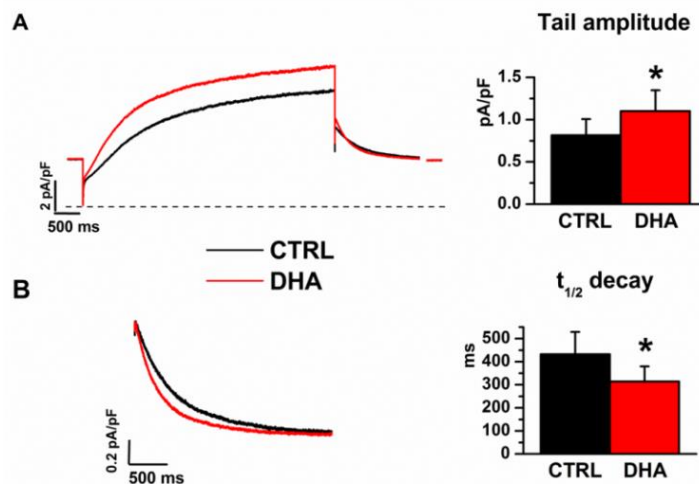 A
Tail amplitude
pA/pF
1.5
1.0
0.5
0.0
*
CTRL
DHA
2 pA/pF
500 ms
CTRL
DHA
B
t1/2 decay
ms
400
300
200
100
0
*
CTRL
DHA
0.2 pA/pF
500 ms